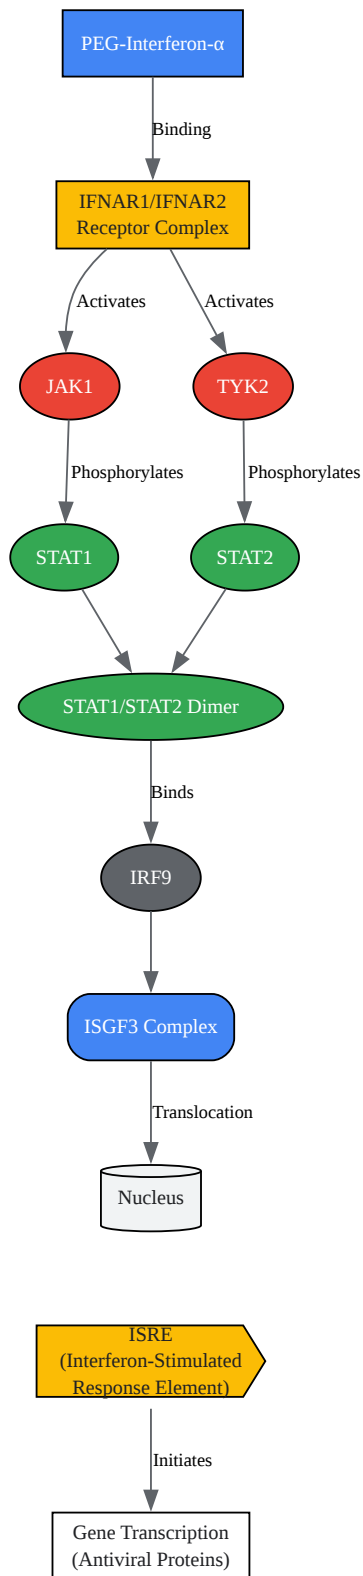 PEG-Interferon-α
Binding
IFNAR1/IFNAR2
Receptor Complex
Activates
Activates
JAK1
TYK2
Phosphorylates
Phosphorylates
STAT1
STAT2
STAT1/STAT2 Dimer
Binds
IRF9
ISGF3 Complex
Translocation
Nucleus
ISRE
(Interferon-Stimulated
Response Element)
Initiates
Gene Transcription
(Antiviral Proteins)